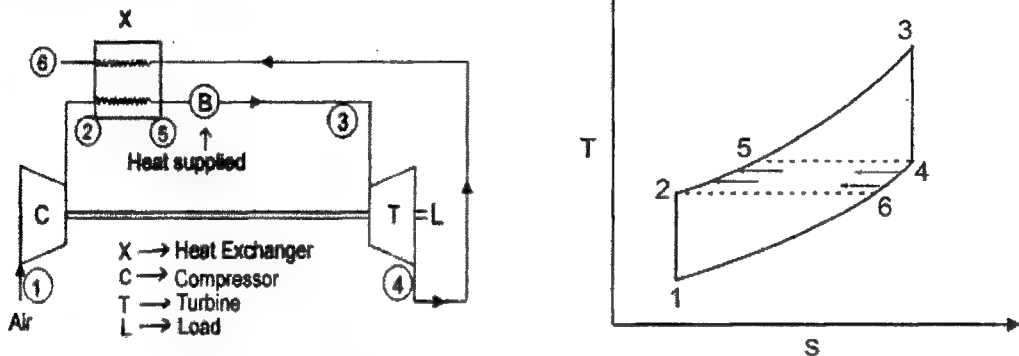 X
6
B
2
5
3
Heat supplied
C
T
L
X → Heat Exchanger
C → Compressor
T → Turbine
L → Load
1
4
Air
T
3
5
4
2
6
1
S